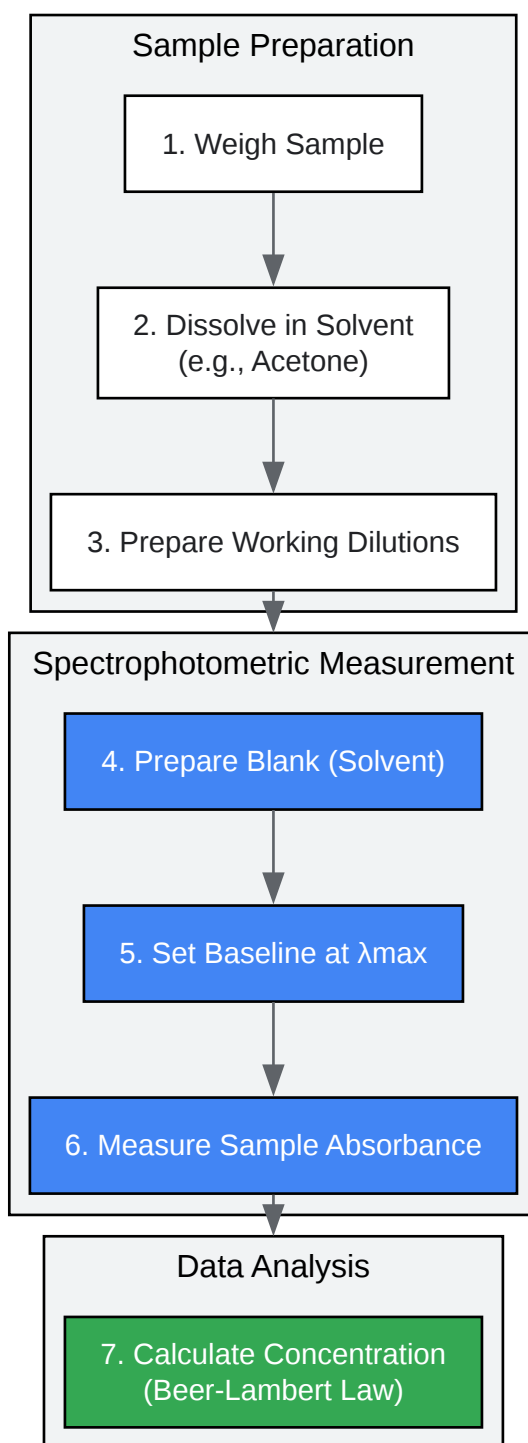 Sample Preparation
1. Weigh Sample
2. Dissolve in Solvent
(e.g., Acetone)
3. Prepare Working Dilutions
Spectrophotometric Measurement
4. Prepare Blank (Solvent)
5. Set Baseline at λmax
6. Measure Sample Absorbance
Data Analysis
7. Calculate Concentration
(Beer-Lambert Law)